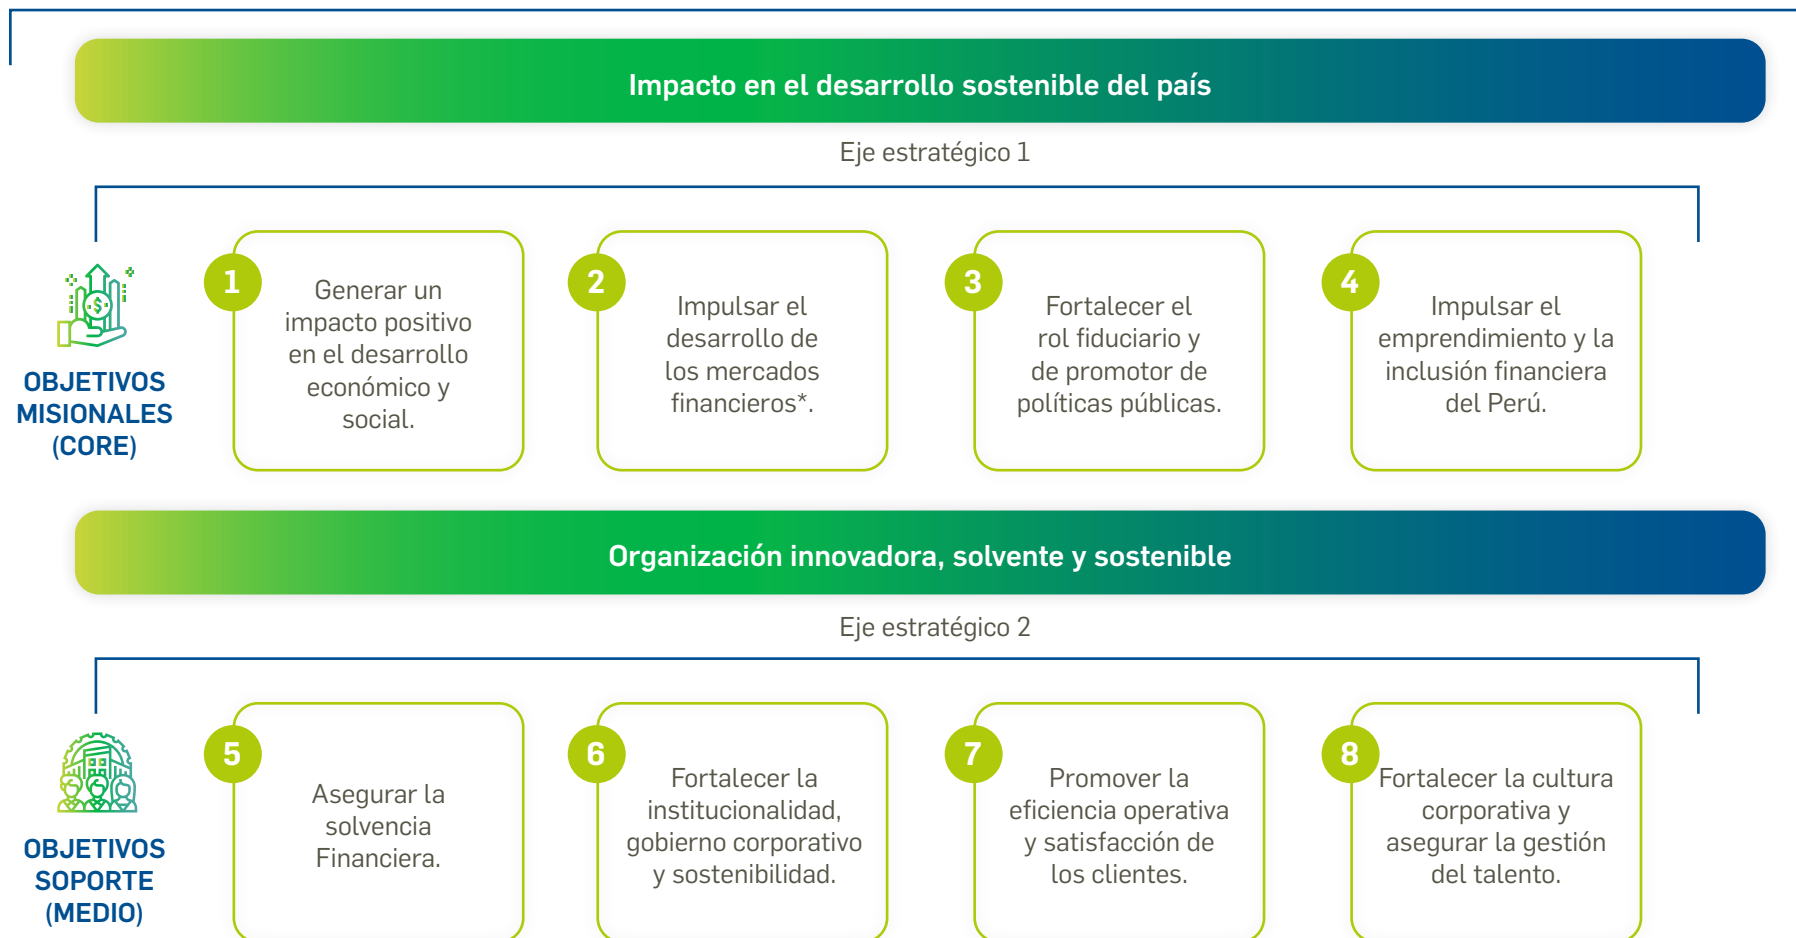 Impacto en el desarrollo sostenible del país
Eje estratégico 1
OBJETIVOS
MISIONALES
(CORE)
1
Generar un
impacto positivo
en el desarrollo
económico y
social.
2
Impulsar el
desarrollo de
los mercados
financieros*.
3
Fortalecer el
rol fiduciario y
de promotor de
políticas públicas.
4
Impulsar el
emprendimiento y la
inclusión financiera
del Perú.
Organización innovadora, solvente y sostenible
Eje estratégico 2
OBJETIVOS
SOPORTE
(MEDIO)
5
Asegurar la
solvencia
Financiera.
6
Fortalecer la
institucionalidad,
gobierno corporativo
y sostenibilidad.
7
Promover la
eficiencia operativa
y satisfacción de
los clientes.
8
Fortalecer la cultura
corporativa y
asegurar la gestión
del talento.